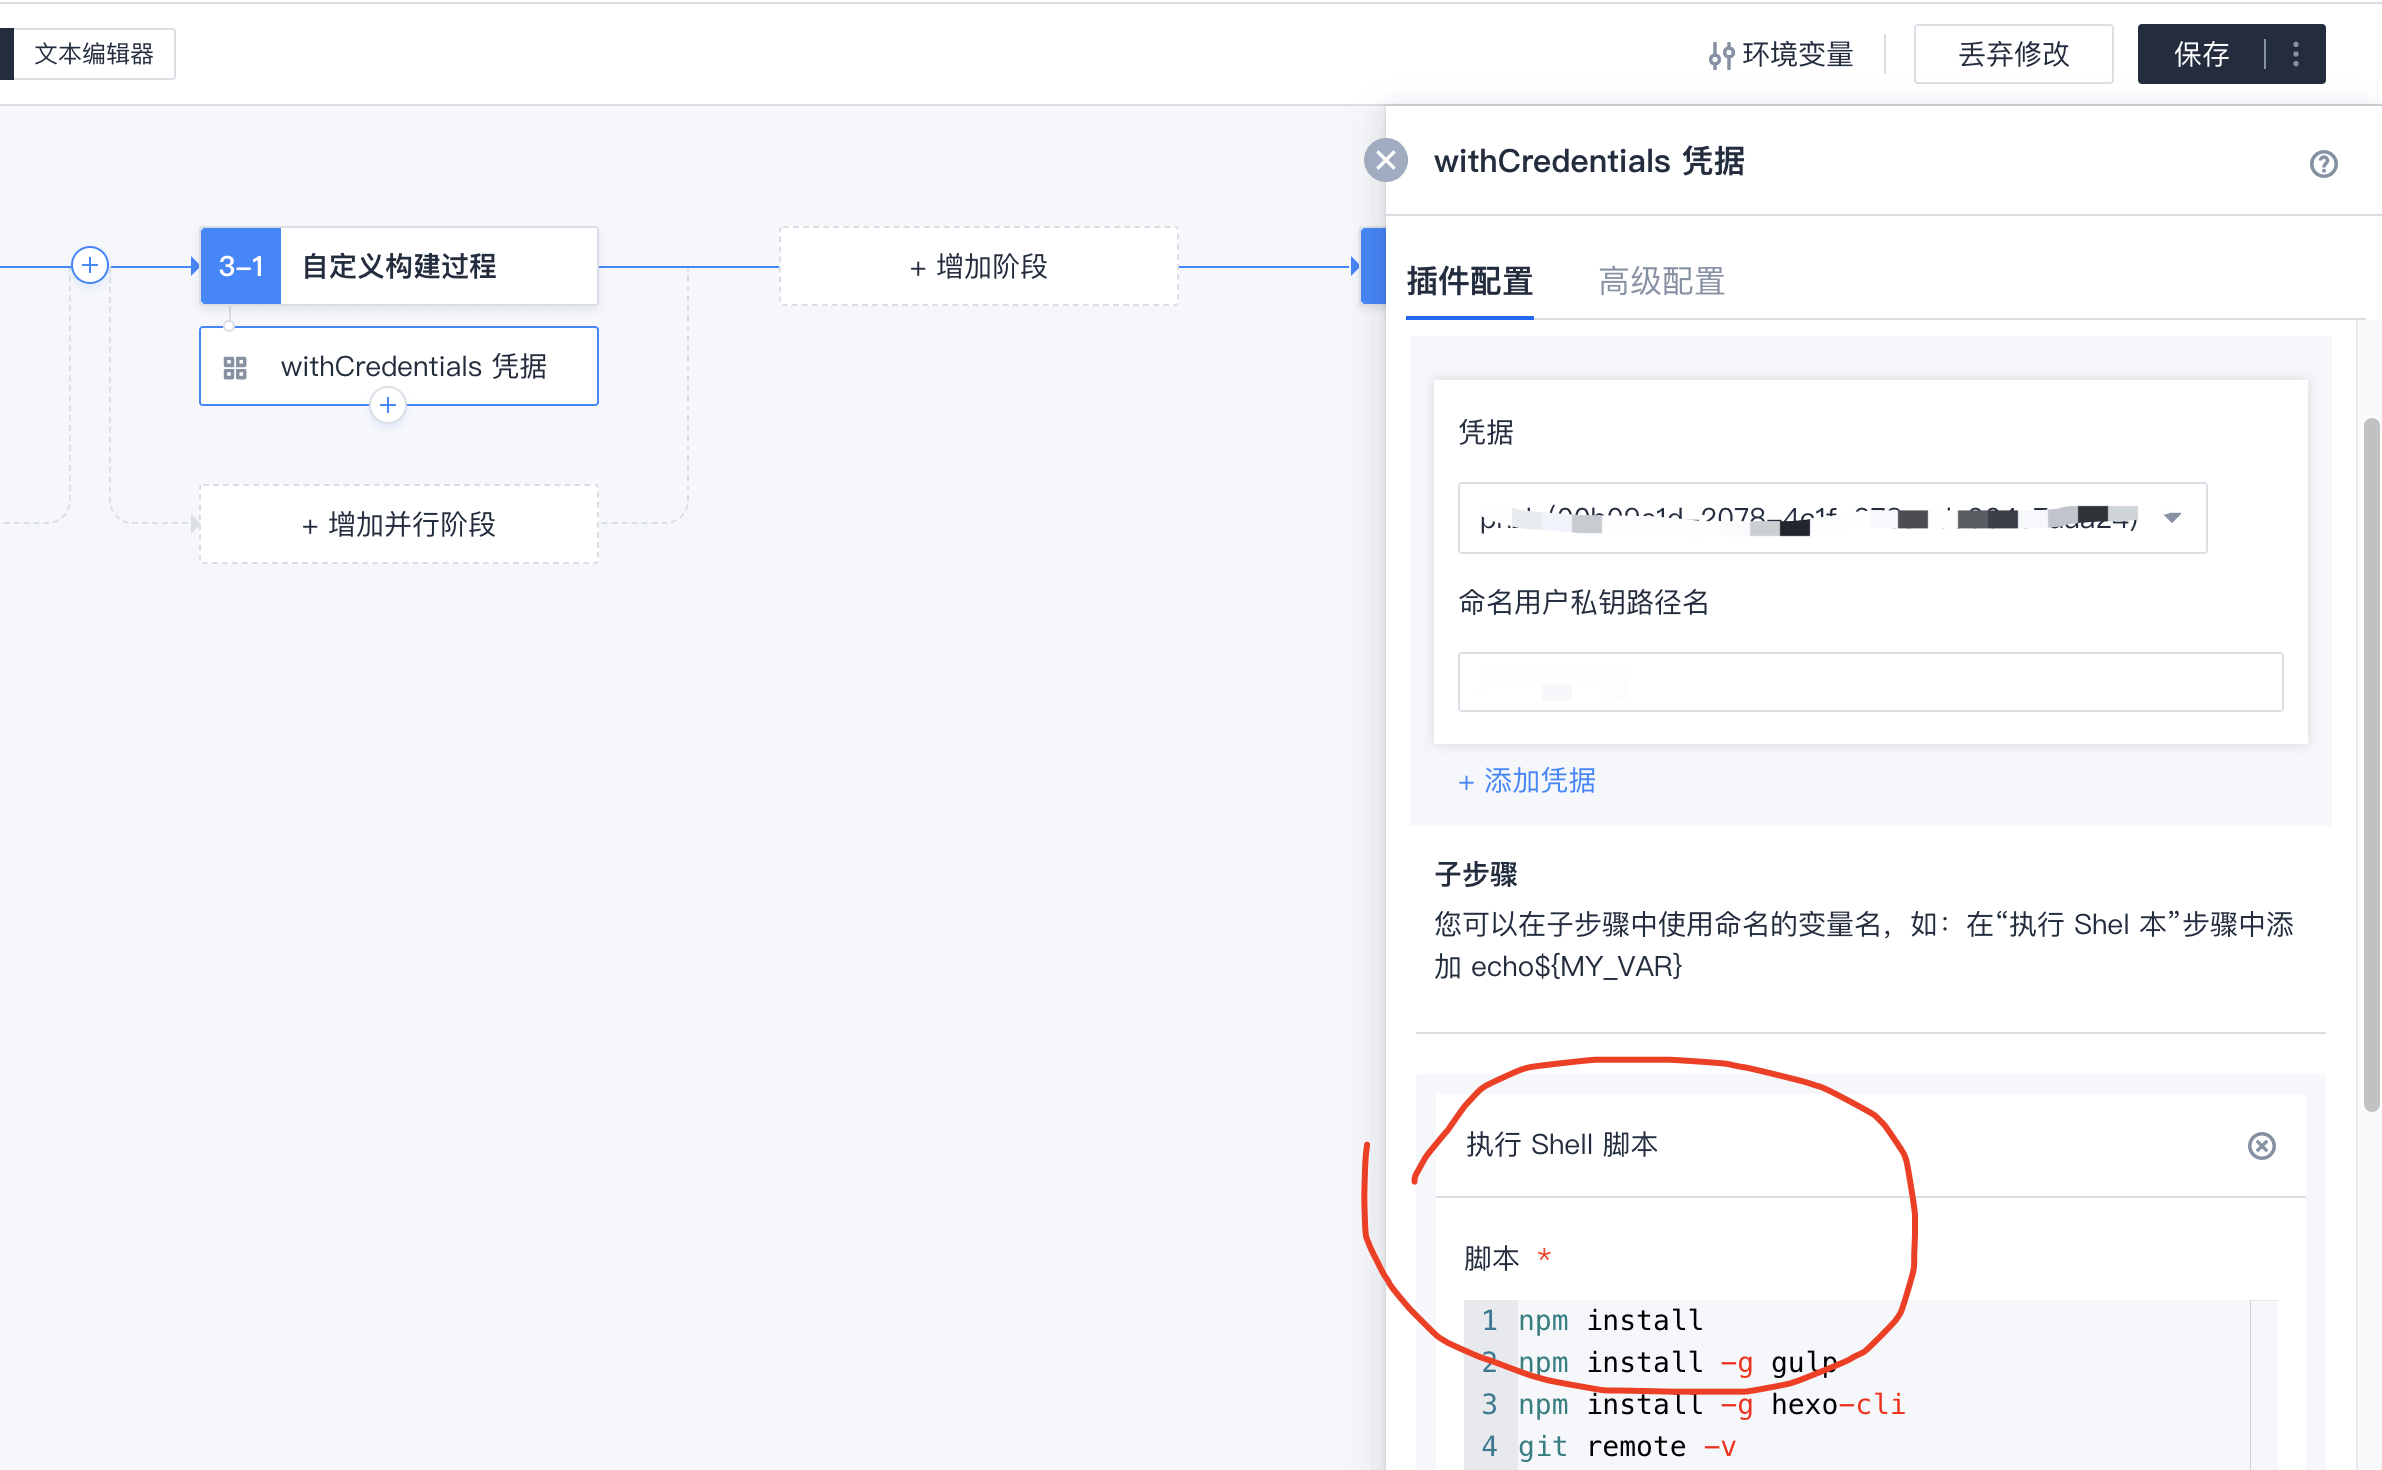 文本编辑器
环境变量
丢弃修改
保存
withCredentials 凭据
3-1 自定义构建过程
+ 增加阶段
withCredentials 凭据
+ 增加并行阶段
插件配置
高级配置
凭据
命名用户私钥路径名
+ 添加凭据
子步骤
您可以在子步骤中使用命名的变量名，如：在“执行 Shel 本”步骤中添
加 echo${MY_VAR}
执行 Shell 脚本
脚本 *
1 npm install
2 npm install -g gulp
3 npm install -g hexo-cli
4 git remote -v